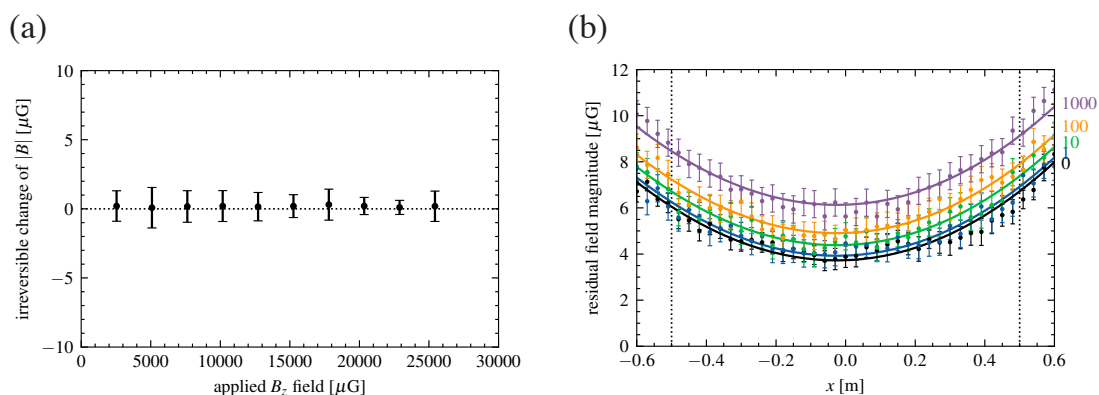 (a)
irreversible change of |B| [µG]
10
5
0
−5
−10
0 5000 10000 15000 20000 25000 30000
applied B_z field [µG]
(b)
residual field magnitude [µG]
12
10
8
6
4
2
0
−0.6 −0.4 −0.2 0.0 0.2 0.4 0.6
x [m]
1000
100
10
1
0